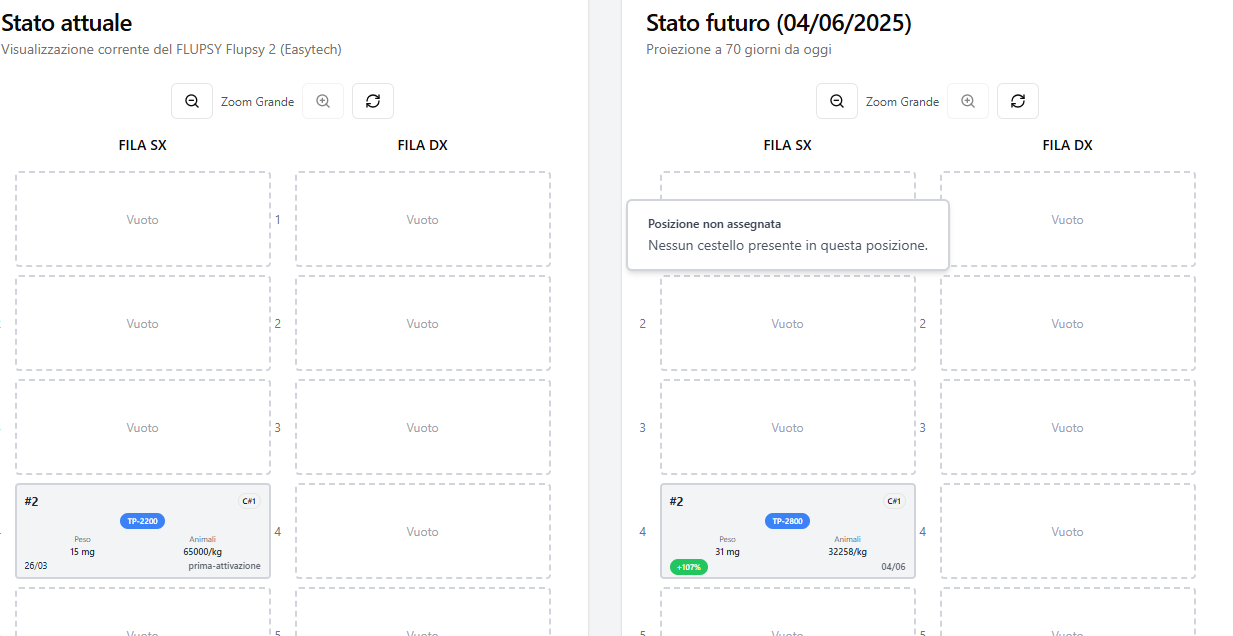 Stato attuale
Visualizzazione corrente del FLUPSY Flupsy 2 (Easytech)
Zoom Grande
FILA SX FILA DX
Vuoto 1 Vuoto
Vuoto 2 Vuoto
Vuoto 3 Vuoto
#2 C#1
TP-2200
Peso Animali
15 mg 65000/kg
26/03 prima-attivazione
4 Vuoto
Vuoto 5 Vuoto
Stato futuro (04/06/2025)
Proiezione a 70 giorni da oggi
Zoom Grande
FILA SX FILA DX
Posizione non assegnata
Nessun cestello presente in questa posizione.
Vuoto
2 Vuoto 2 Vuoto
3 Vuoto 3 Vuoto
4
#2 C#1
TP-2800
Peso Animali
31 mg 32258/kg
+107% 04/06
4 Vuoto
5 Vuoto 5 Vuoto